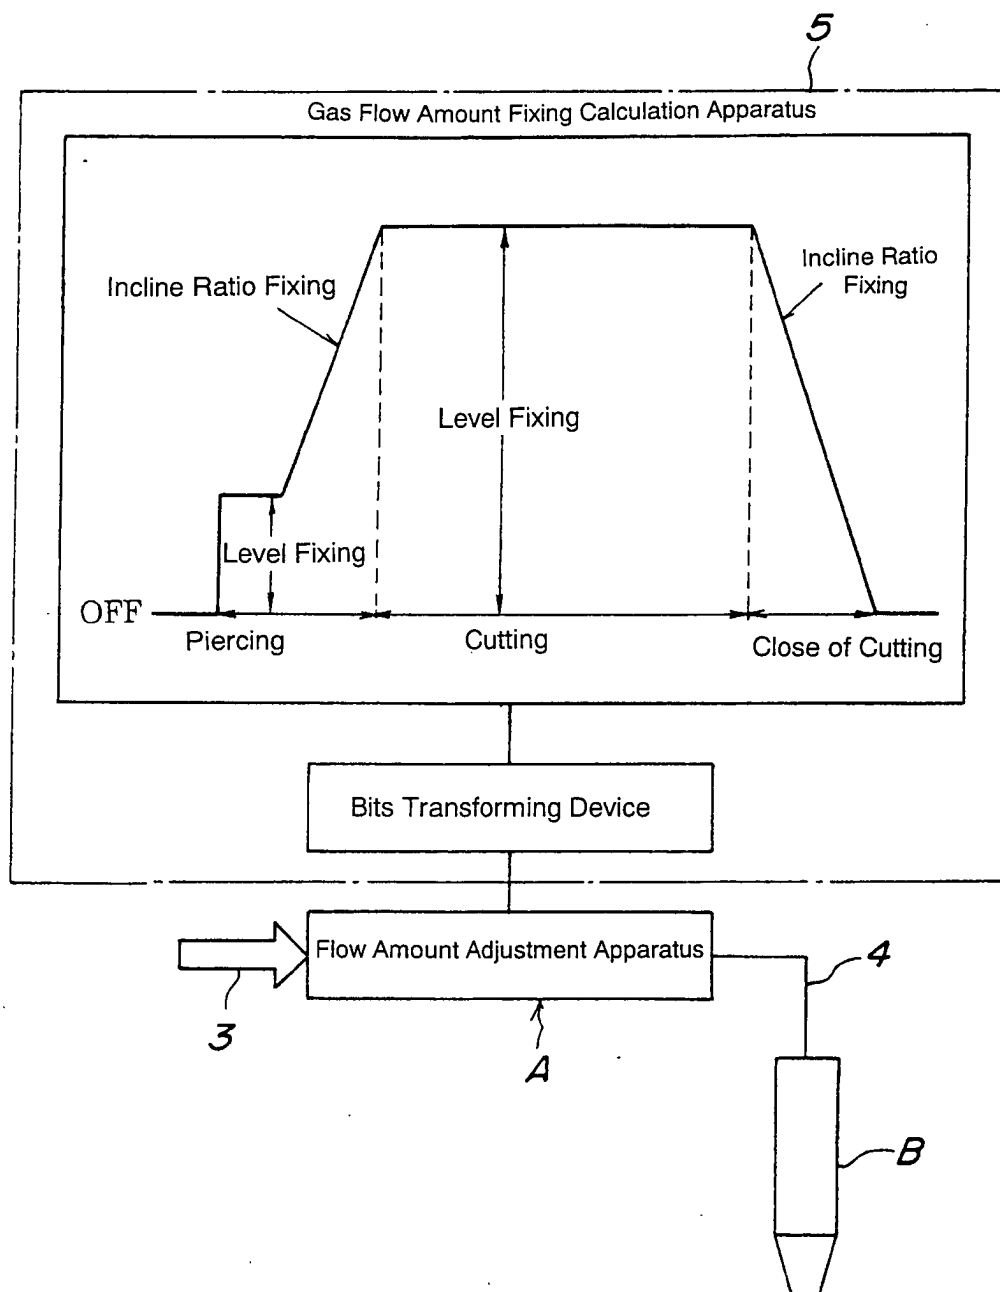 5
Gas Flow Amount Fixing Calculation Apparatus
Incline Ratio Fixing
Incline Ratio
Fixing
Level Fixing
Level Fixing
OFF
Piercing
Cutting
Close of Cutting
Bits Transforming Device
Flow Amount Adjustment Apparatus
3
A
4
B